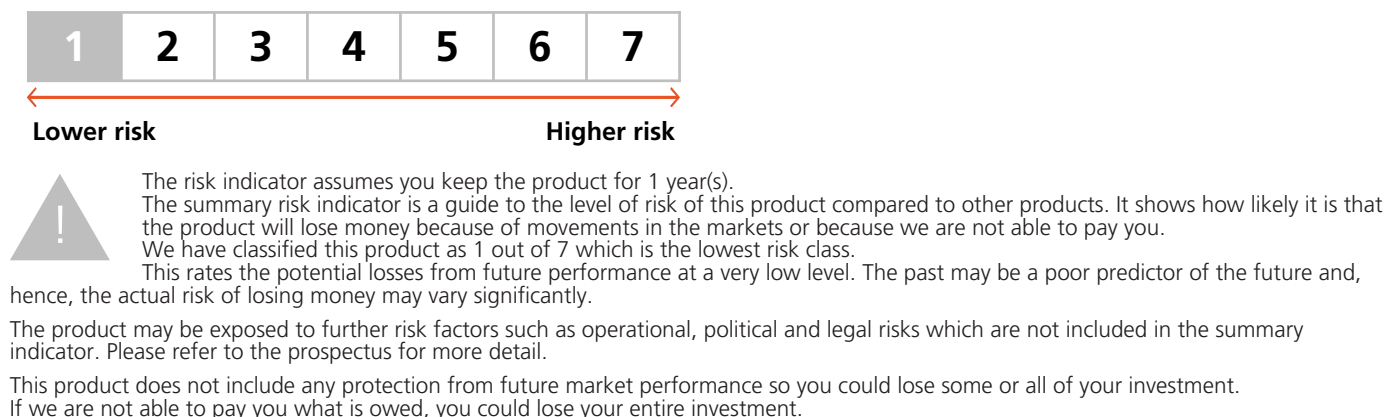 1 2 3 4 5 6 7
Lower risk Higher risk
!
The risk indicator assumes you keep the product for 1 year(s).
The summary risk indicator is a guide to the level of risk of this product compared to other products. It shows how likely it is that
the product will lose money because of movements in the markets or because we are not able to pay you.
We have classified this product as 1 out of 7 which is the lowest risk class.
This rates the potential losses from future performance at a very low level. The past may be a poor predictor of the future and,
hence, the actual risk of losing money may vary significantly.
The product may be exposed to further risk factors such as operational, political and legal risks which are not included in the summary
indicator. Please refer to the prospectus for more detail.
This product does not include any protection from future market performance so you could lose some or all of your investment.
If we are not able to pay you what is owed, you could lose your entire investment.